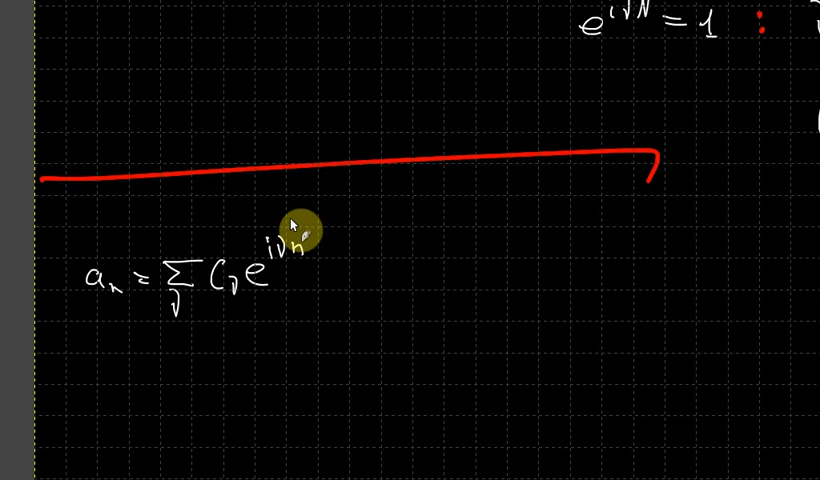 e^{iνN} = 1 :
a_n = Σ_ν C_ν e^{iνn}